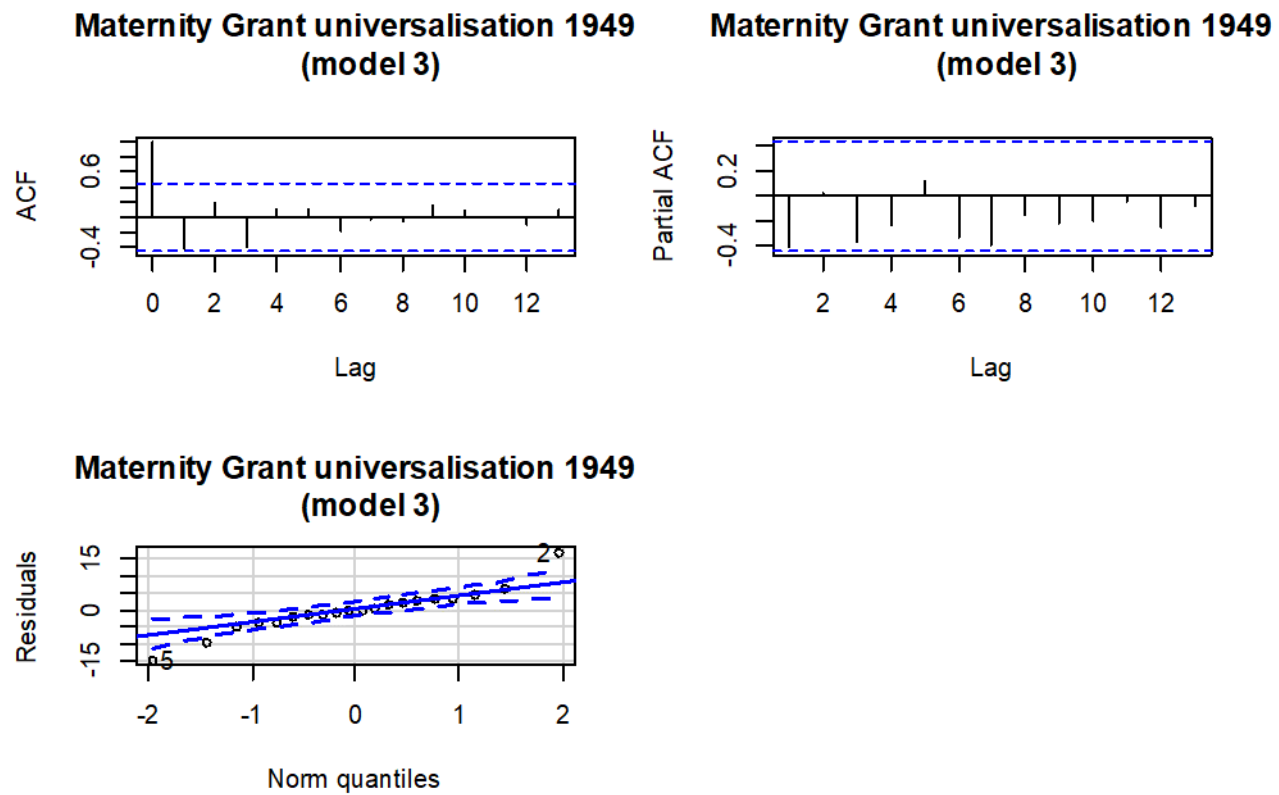 Maternity Grant universalisation 1949
(model 3)
ACF
0.6
-0.4
0 2 4 6 8 10 12
Lag
Maternity Grant universalisation 1949
(model 3)
Partial ACF
0.2
-0.4
2 4 6 8 10 12
Lag
Maternity Grant universalisation 1949
(model 3)
Residuals
15
0
-15
2
5
-2 -1 0 1 2
Norm quantiles